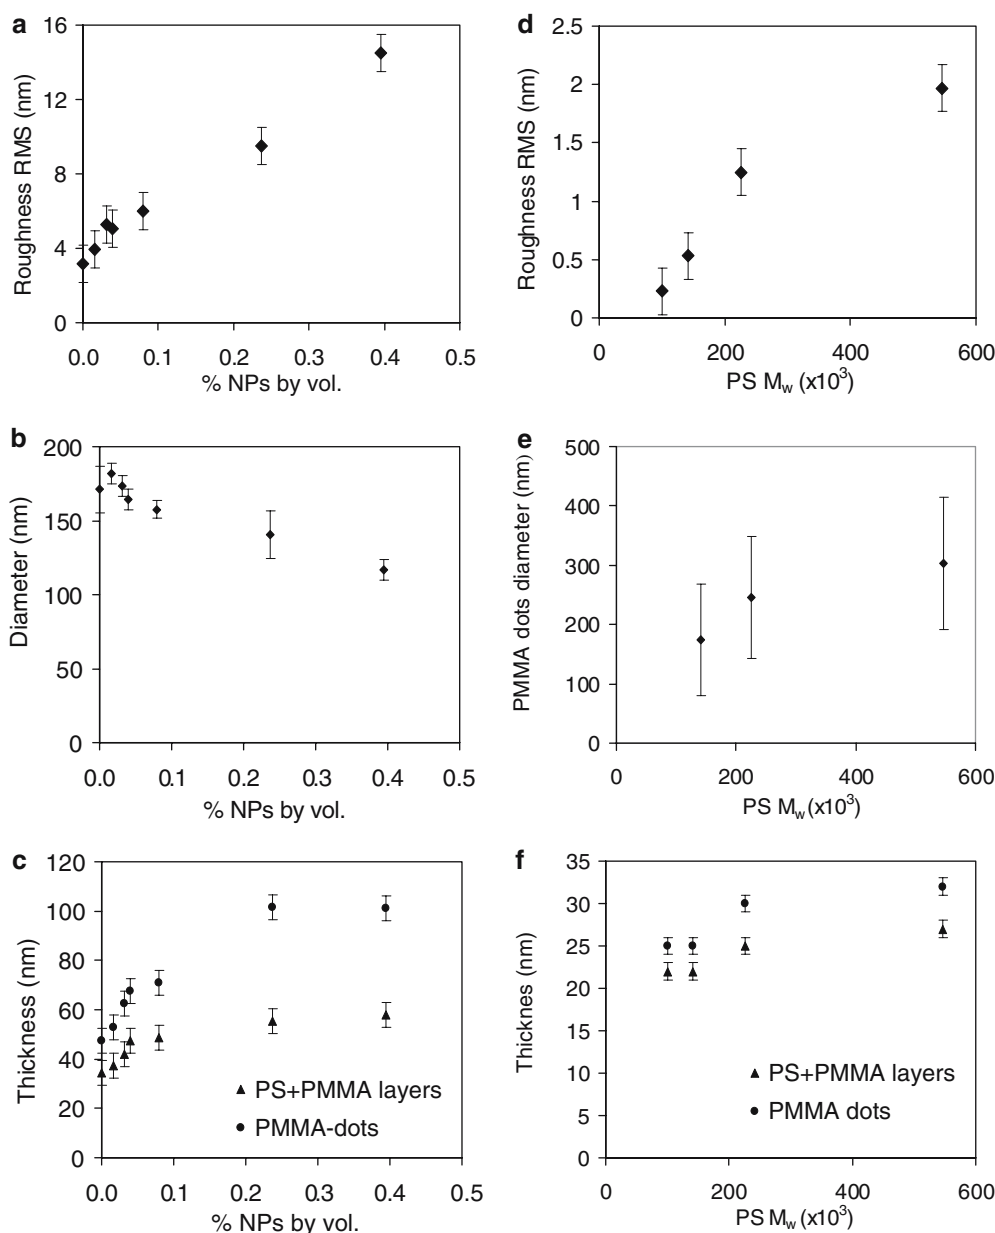 a
16
12
8
4
0
Roughness RMS (nm)
0.0 0.1 0.2 0.3 0.4 0.5
% NPs by vol.
d
2.5
2
1.5
1
0.5
0
Roughness RMS (nm)
0 200 400 600
PS Mw (x10³)
b
200
150
100
50
0
Diameter (nm)
0.0 0.1 0.2 0.3 0.4 0.5
% NPs by vol.
e
500
400
300
200
100
0
PMMA dots diameter (nm)
0 200 400 600
PS Mw (x10³)
c
120
100
80
60
40
20
0
Thickness (nm)
PS+PMMA layers
PMMA-dots
0.0 0.1 0.2 0.3 0.4 0.5
% NPs by vol.
f
35
30
25
20
15
10
5
0
Thicknes (nm)
PS+PMMA layers
PMMA dots
0 200 400 600
PS Mw (x10³)